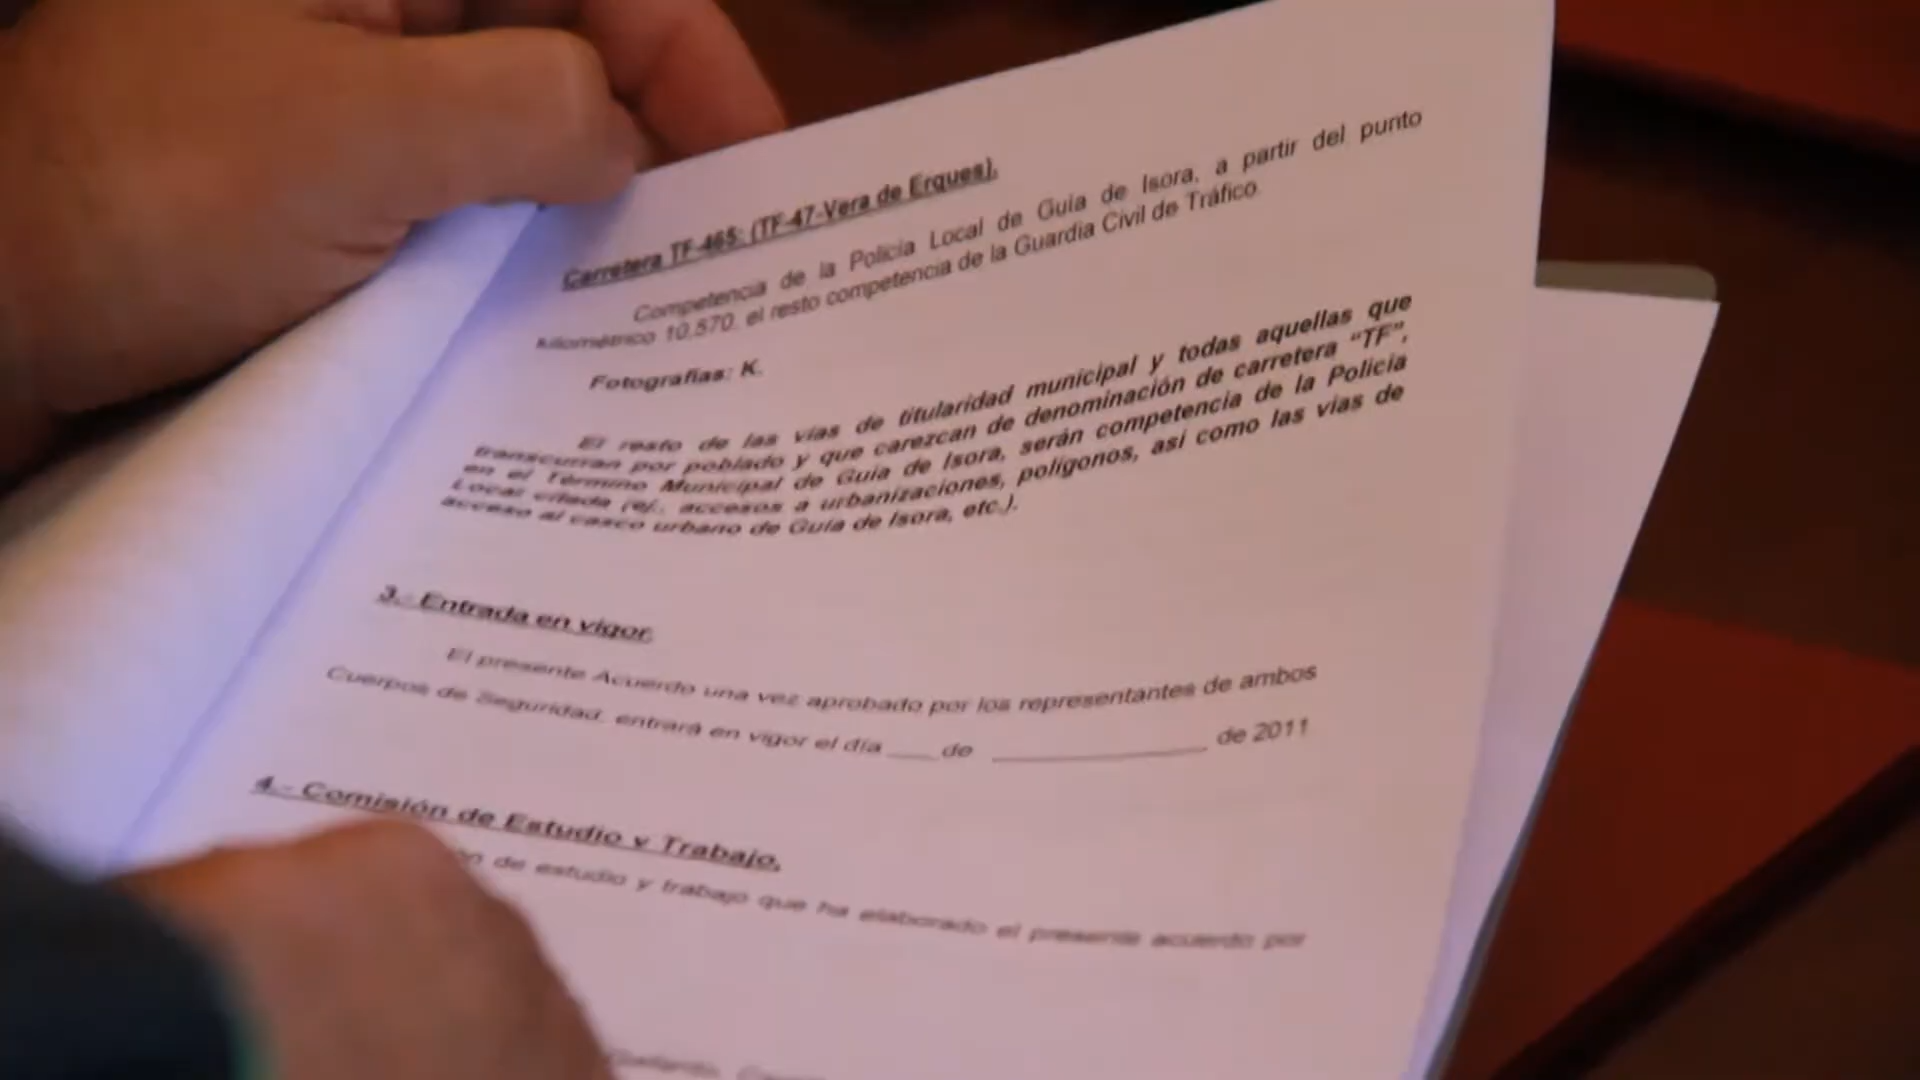 Carretera TF-465: (TF-47-Vera de Erques).
Competencia de la Policía Local de Guía de Isora, a partir del punto
kilométrico 10,570, el resto competencia de la Guardia Civil de Tráfico.
Fotografías: K.
El resto de las vías de titularidad municipal y todas aquellas que
transcurran por poblado y que carezcan de denominación de carretera “TF”,
en el Término Municipal de Guía de Isora, serán competencia de la Policía
Local citada (ej., accesos a urbanizaciones, polígonos, así como las vías de
acceso al casco urbano de Guía de Isora, etc.).
3.- Entrada en vigor.
El presente Acuerdo una vez aprobado por los representantes de ambos
Cuerpos de Seguridad, entrará en vigor el día ___ de ______________ de 2011
4.- Comisión de Estudio y Trabajo.
de estudio y trabajo que ha elaborado el presente acuerdo por